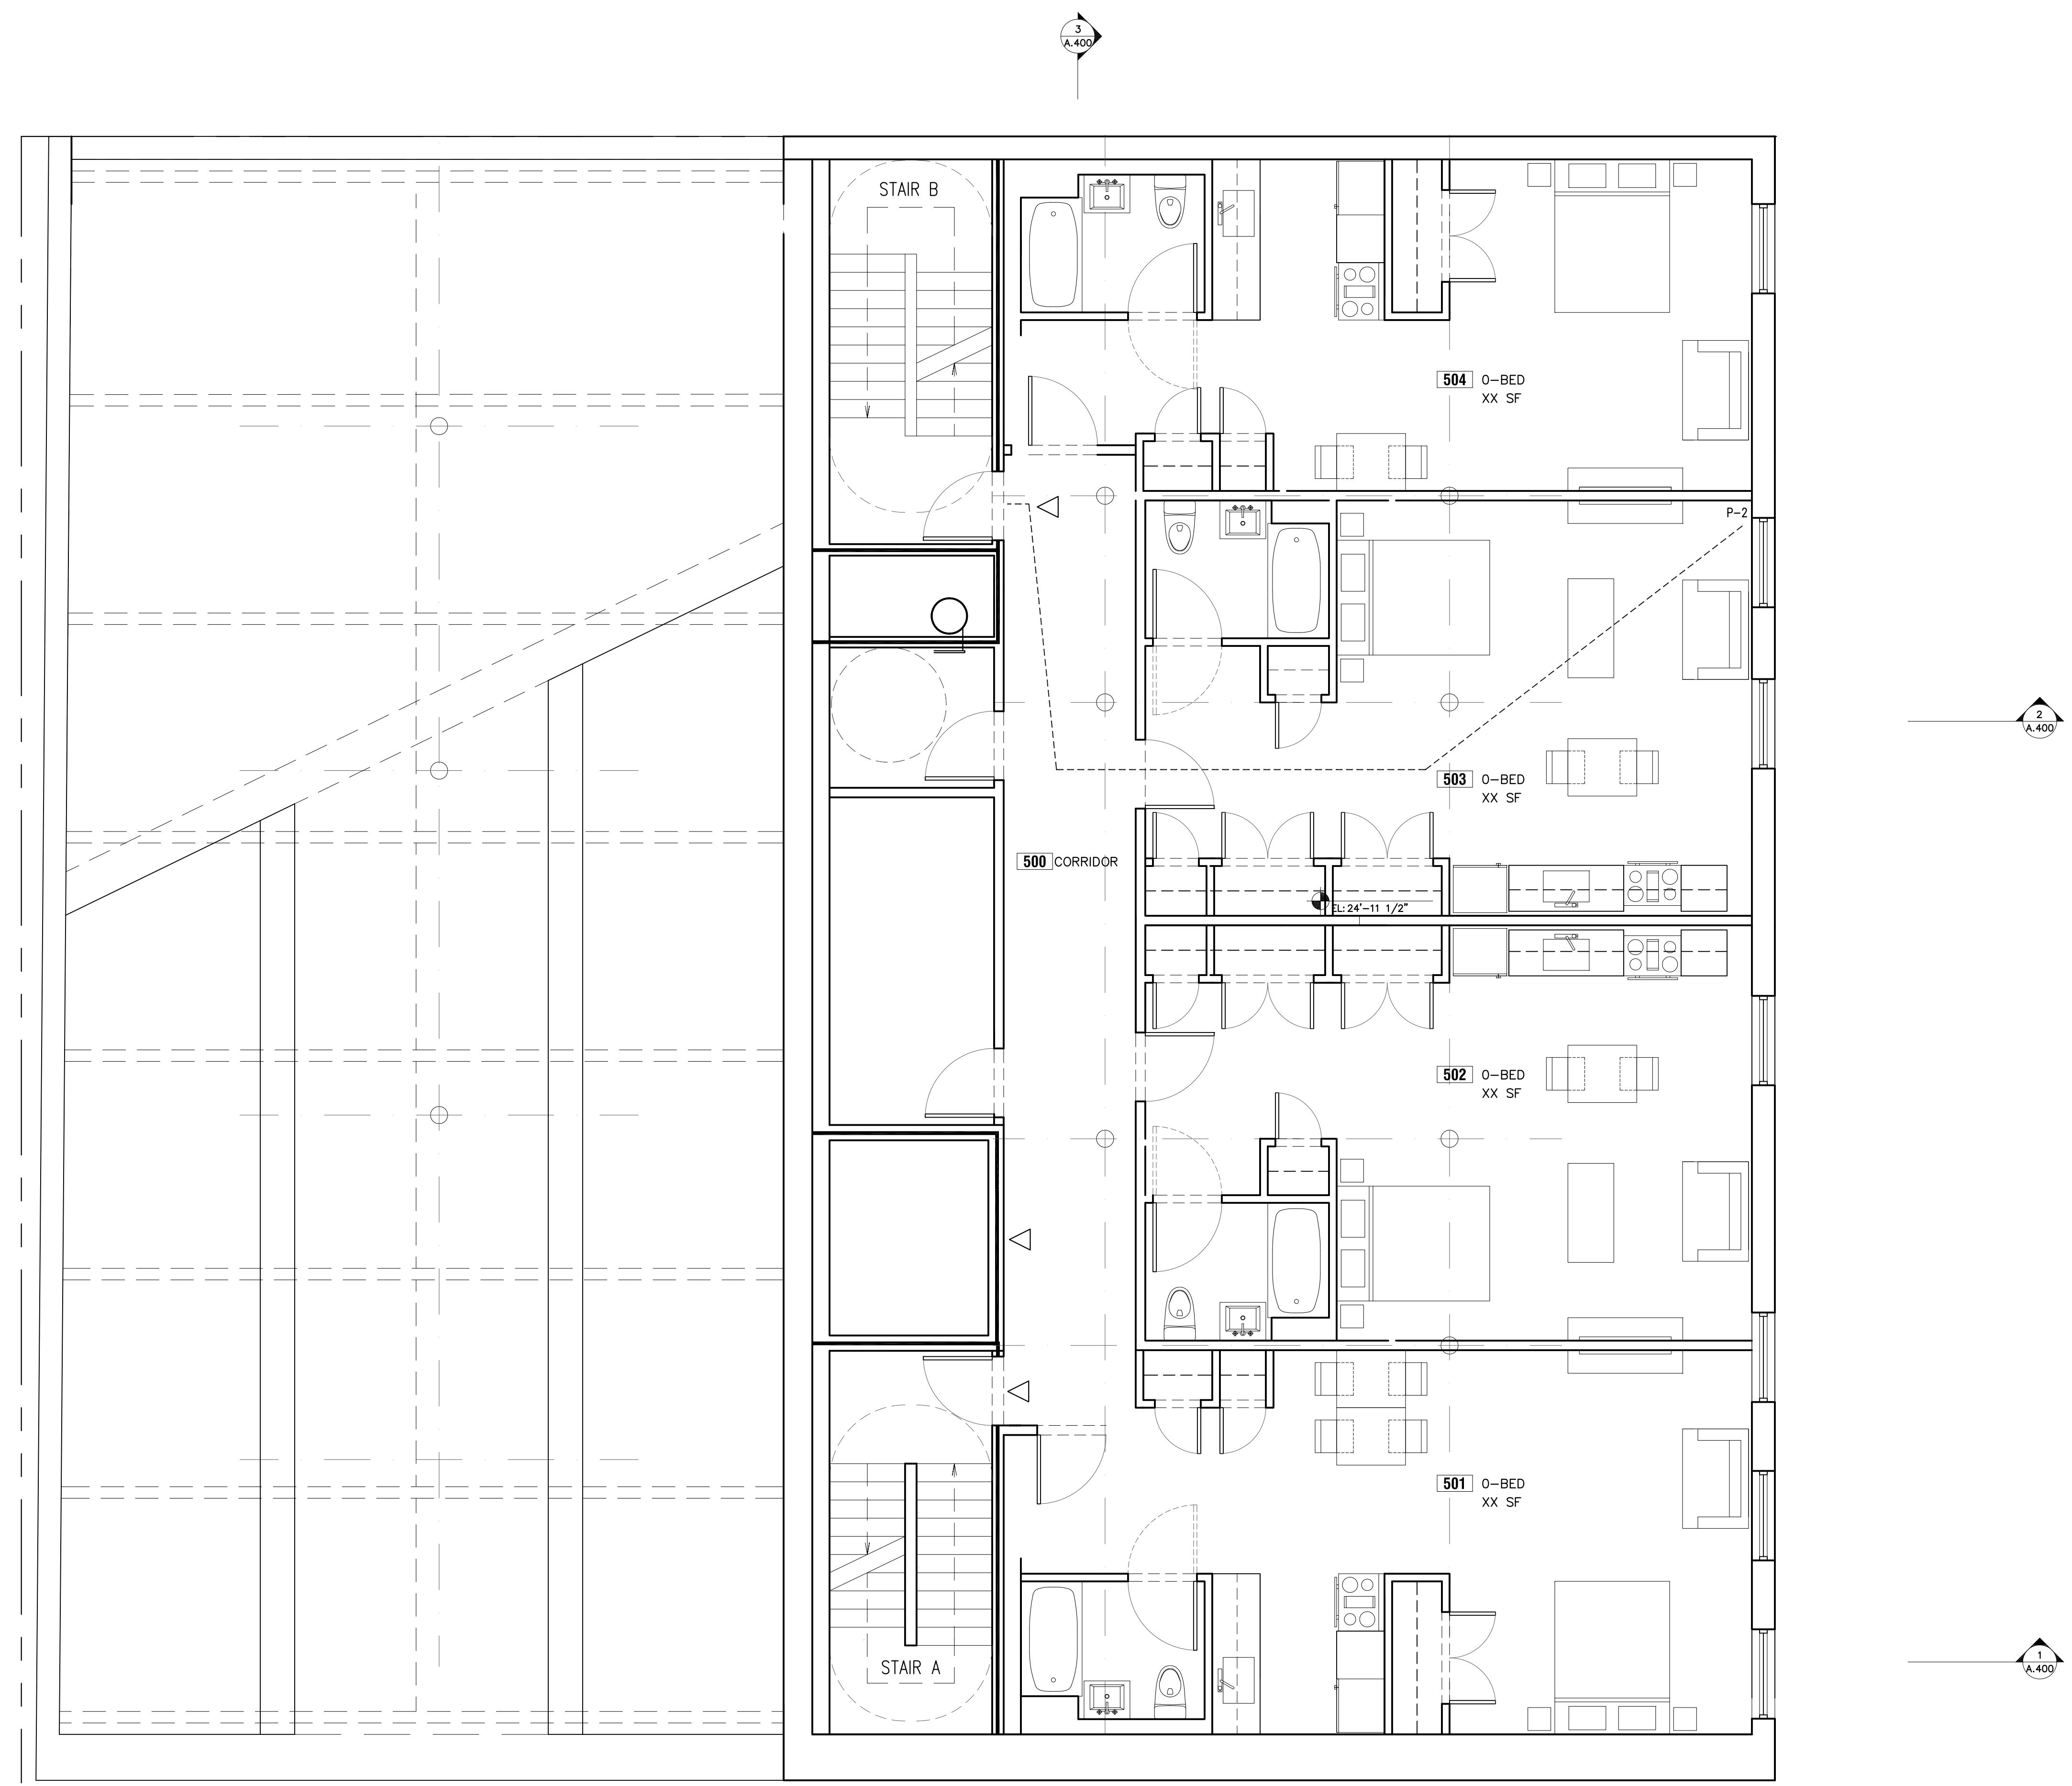 3
A.400
STAIR B
504 0-BED
XX SF
P-2
2
A.400
503 0-BED
XX SF
500 CORRIDOR
EL: 24'-11 1/2"
502 0-BED
XX SF
501 0-BED
XX SF
STAIR A
1
A.400